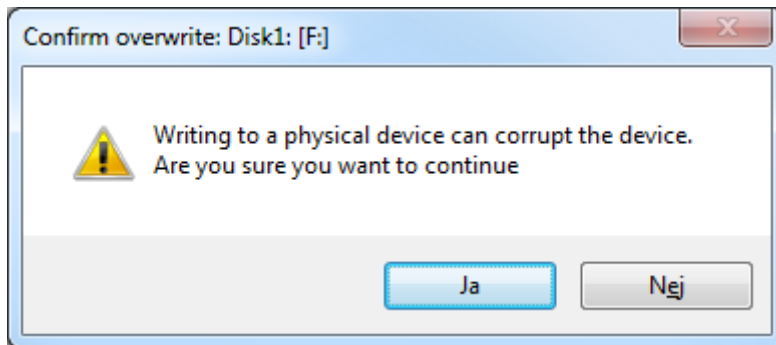 Confirm overwrite: Disk1: [F:]
Writing to a physical device can corrupt the device.
Are you sure you want to continue
Ja
Nej